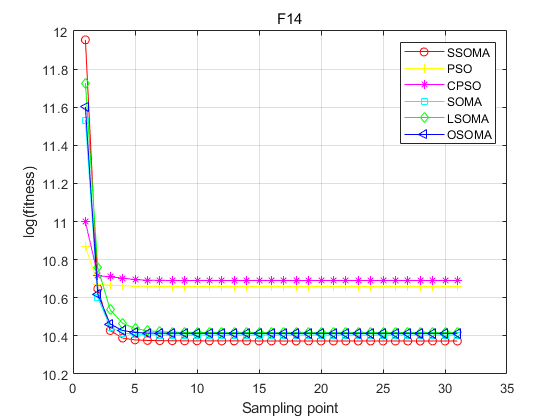 F14
12
11.8
11.6
11.4
11.2
11
10.8
10.6
10.4
10.2
log(fitness)
0
5
10
15
20
25
30
35
Sampling point
SSOMA
PSO
CPSO
SOMA
LSOMA
OSOMA